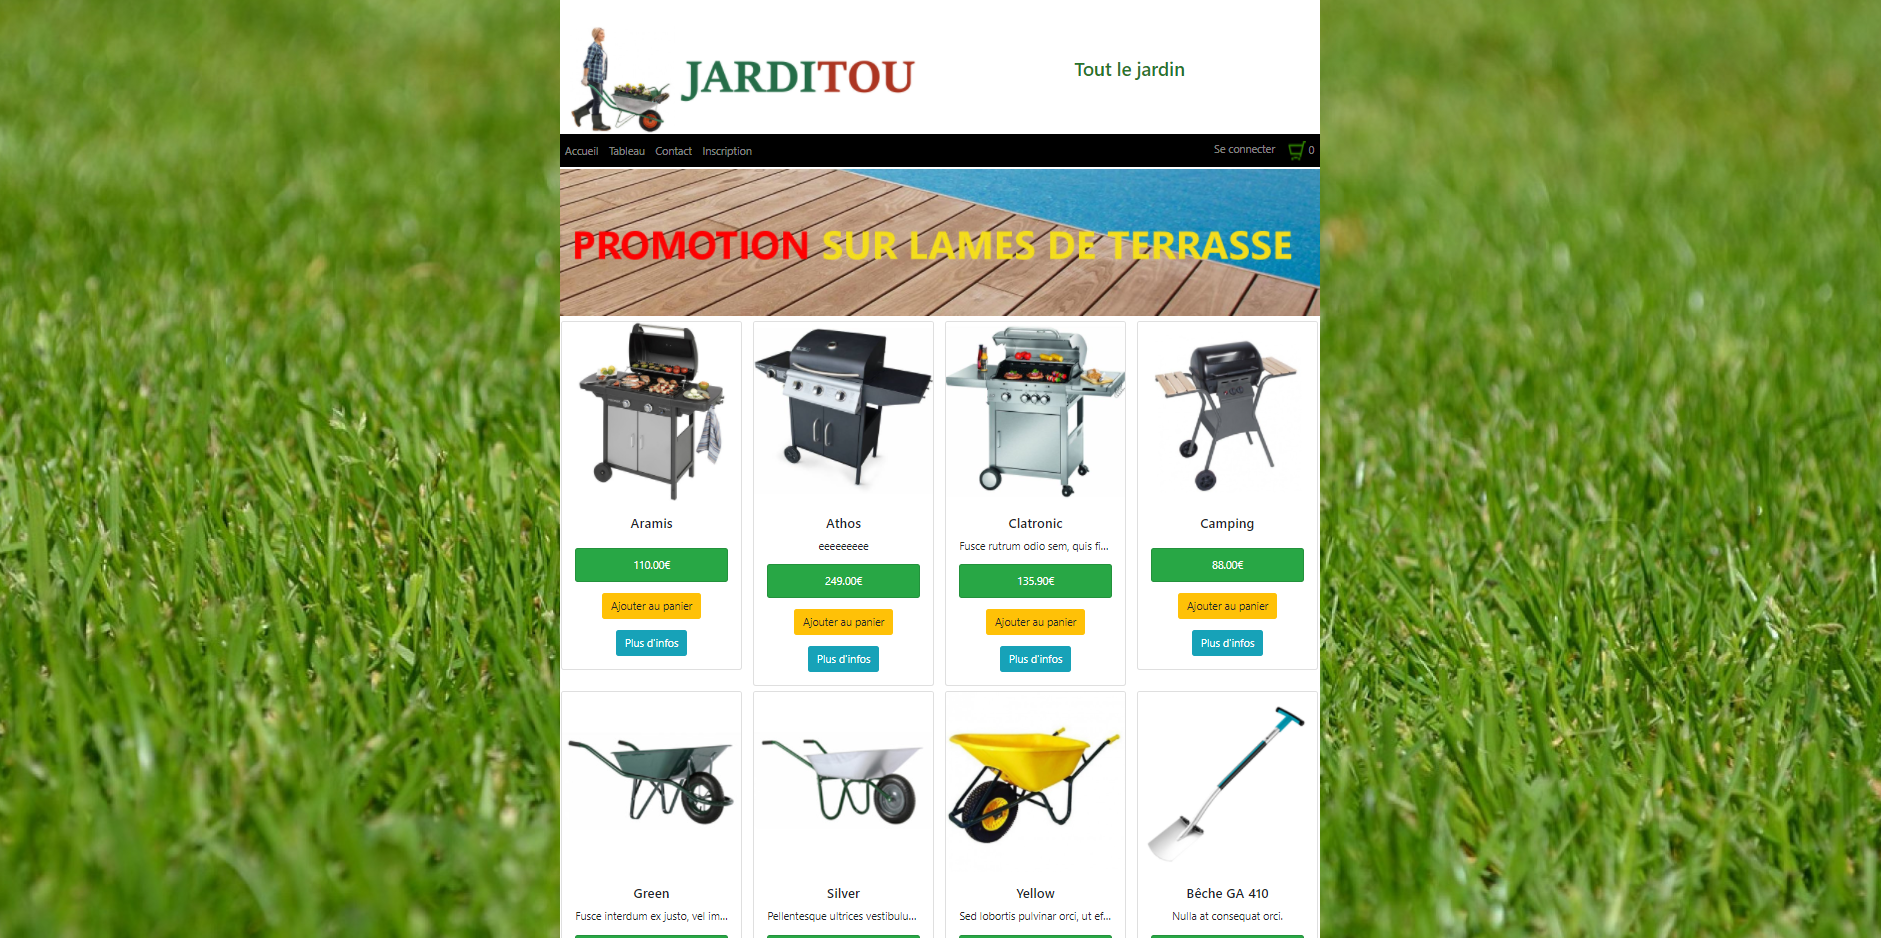 JARDITOU
Tout le jardin
Accueil Tableau Contact Inscription Se connecter 0
PROMOTION SUR LAMES DE TERRASSE
Aramis
110.00€
Ajouter au panier
Plus d'infos
Athos
eeeeeeeee
249.00€
Ajouter au panier
Plus d'infos
Clatronic
Fusce rutrum odio sem, quis fi...
135.90€
Ajouter au panier
Plus d'infos
Camping
88.00€
Ajouter au panier
Plus d'infos
Green
Fusce interdum ex justo, vel im...
Silver
Pellentesque ultrices vestibulu...
Yellow
Sed lobortis pulvinar orci, ut ef...
Bêche GA 410
Nulla at consequat orci.